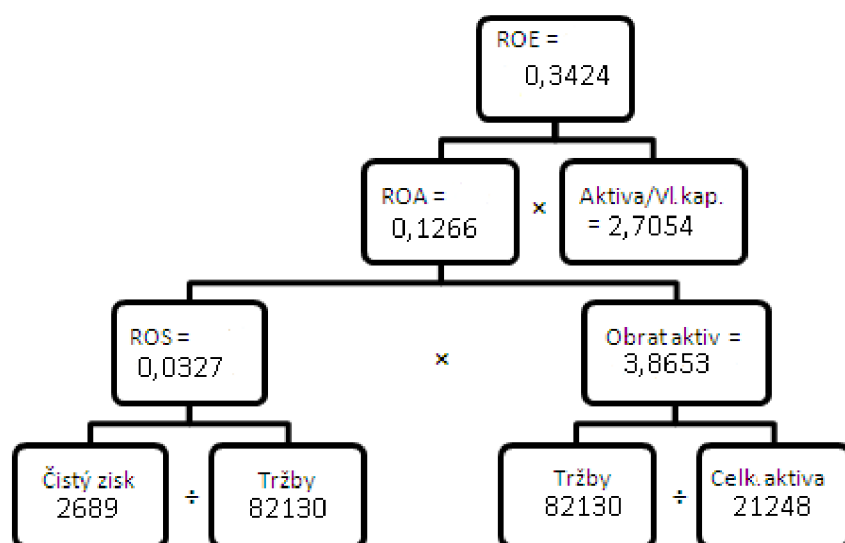 ROE =
0,3424
ROA =
0,1266
×
Aktiva/Vl.kap.
= 2,7054
ROS =
0,0327
×
Obrat aktiv =
3,8653
Čistý zisk
2689
÷
Tržby
82130
Tržby
82130
÷
Celk. aktiva
21248